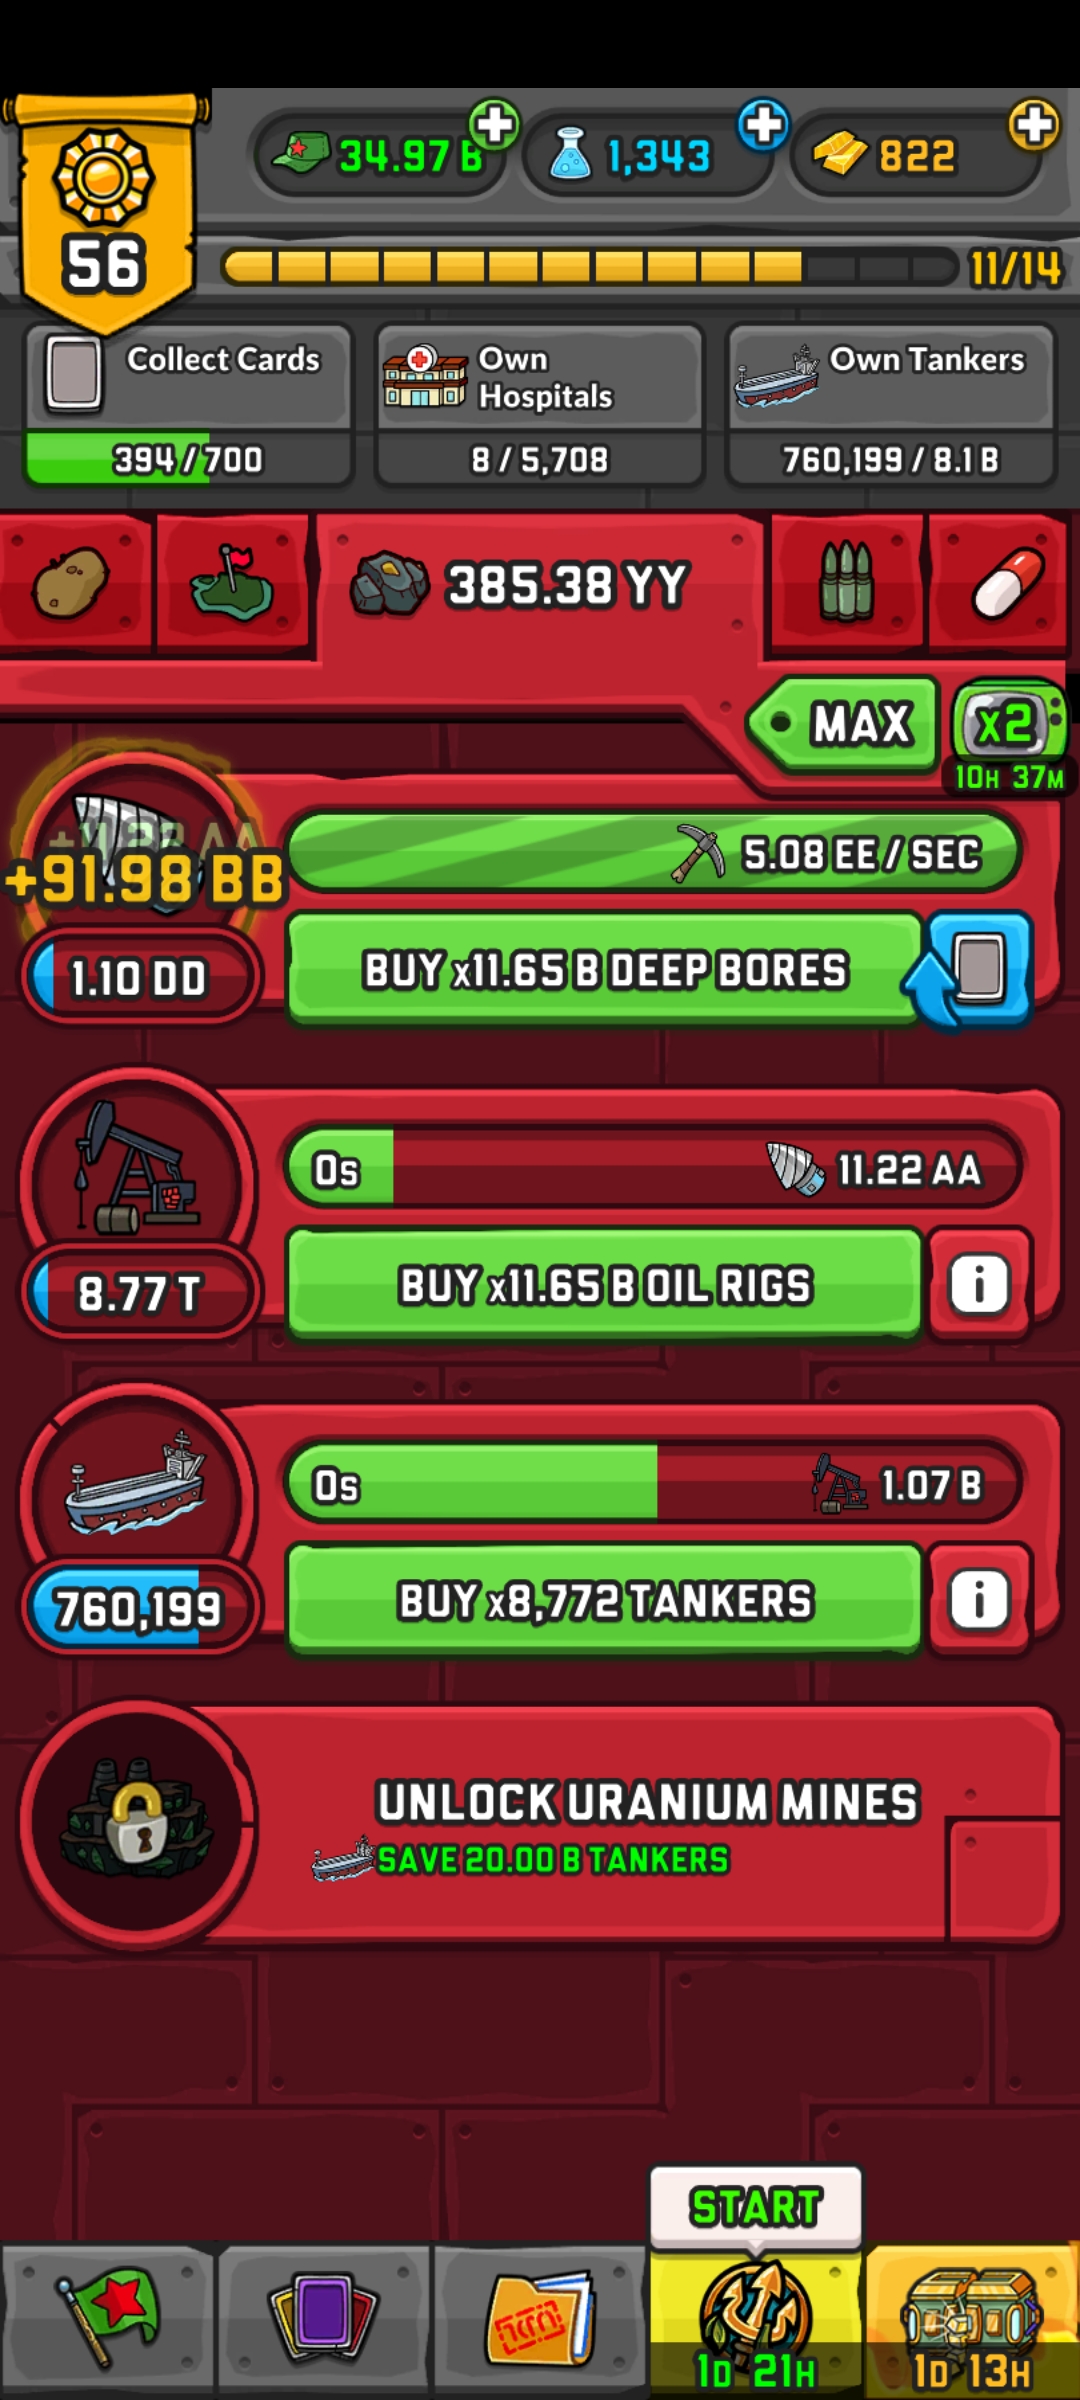 56
34.97 B
1,343
822
11/14
Collect Cards
394 / 700
Own
Hospitals
8 / 5,708
Own Tankers
760,199 / 8.1 B
385.38 YY
MAX
x2
10H 37M
+11.22 AA
+91.98 BB
5.08 EE / SEC
1.10 DD
BUY x11.65 B DEEP BORES
0s
11.22 AA
8.77 T
BUY x11.65 B OIL RIGS
0s
1.07 B
760,199
BUY x8,772 TANKERS
UNLOCK URANIUM MINES
SAVE 20.00 B TANKERS
START
1D 21H
1D 13H